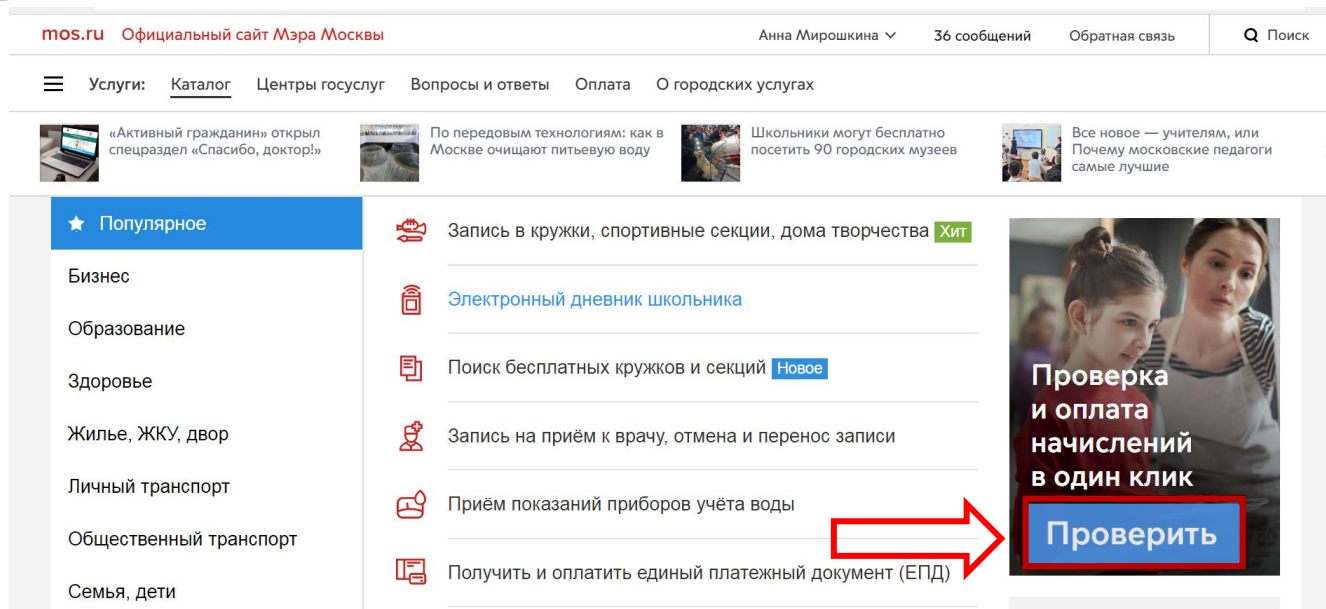 mos.ru Официальный сайт Мэра Москвы Анна Мирошкина 36 сообщений Обратная связь Поиск
Услуги: Каталог Центры госуслуг Вопросы и ответы Оплата О городских услугах
«Активный гражданин» открыл
спецраздел «Спасибо, доктор!»
По передовым технологиям: как в
Москве очищают питьевую воду
Школьники могут бесплатно
посетить 90 городских музеев
Все новое — учителям, или
Почему московские педагоги
самые лучшие
Популярное
Бизнес
Образование
Здоровье
Жилье, ЖКУ, двор
Личный транспорт
Общественный транспорт
Семья, дети
Запись в кружки, спортивные секции, дома творчества Хит
Электронный дневник школьника
Поиск бесплатных кружков и секций Новое
Запись на приём к врачу, отмена и перенос записи
Приём показаний приборов учёта воды
Получить и оплатить единый платежный документ (ЕПД)
Проверка
и оплата
начислений
в один клик
Проверить